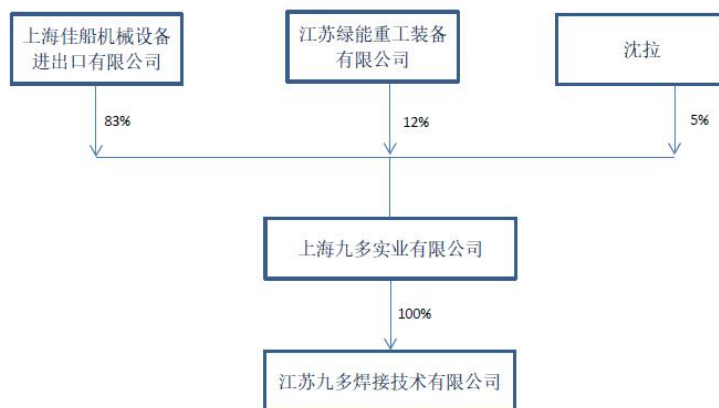 上海佳船机械设备
进出口有限公司
江苏绿能重工装备
有限公司
沈拉
83%
12%
5%
上海九多实业有限公司
100%
江苏九多焊接技术有限公司